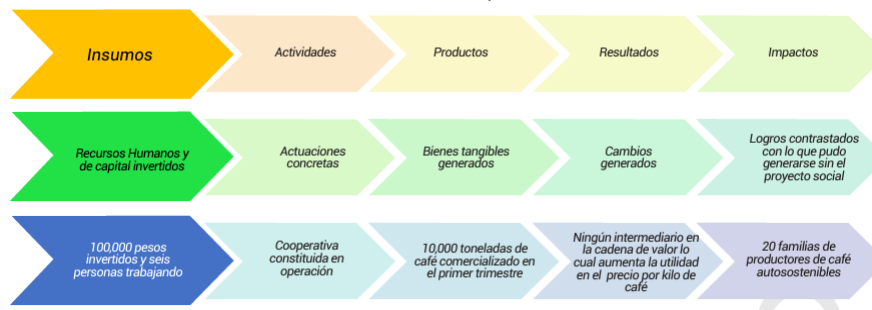 Insumos
Actividades
Productos
Resultados
Impactos
Recursos Humanos y
de capital invertidos
Actuaciones
concretas
Bienes tangibles
generados
Cambios
generados
Logros contrastados
con lo que pudo
generarse sin el
proyecto social
100,000 pesos
invertidos y seis
personas trabajando
Cooperativa
constituida en
operación
10,000 toneladas de
café comercializado en
el primer trimestre
Ningún intermediario en
la cadena de valor lo
cual aumenta la utilidad
en el precio por kilo de
café
20 familias de
productores de café
autosostenibles